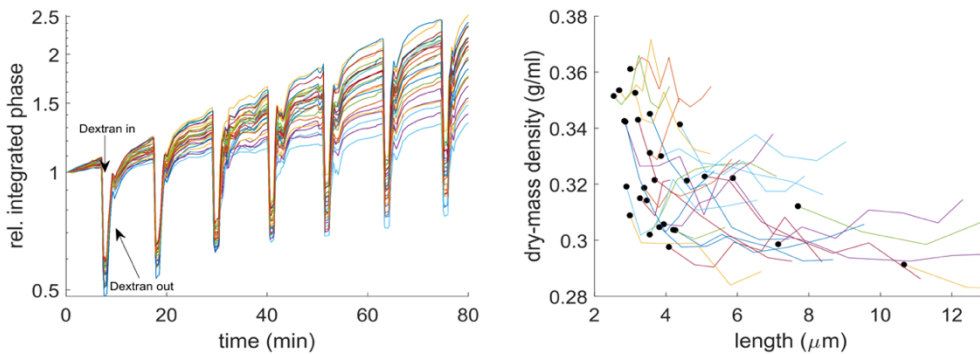 2.5
2
1.5
1
0.5
rel. integrated phase
Dextran in
Dextran out
0 20 40 60 80
time (min)
0.38
0.36
0.34
0.32
0.3
0.28
dry-mass density (g/ml)
2 4 6 8 10 12
length (μm)